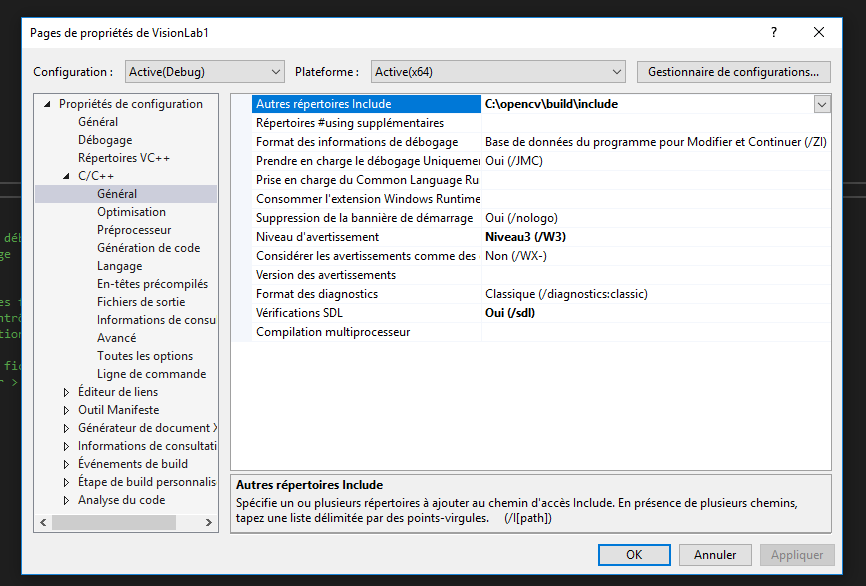 Pages de propriétés de VisionLab1
?
Configuration :
Active(Debug)
Plateforme :
Active(x64)
Gestionnaire de configurations...
Propriétés de configuration
Général
Débogage
Répertoires VC++
C/C++
Général
Optimisation
Préprocesseur
Génération de code
Langage
En-têtes précompilés
Fichiers de sortie
Informations de consu
Avancé
Toutes les options
Ligne de commande
Éditeur de liens
Outil Manifeste
Générateur de document X
Informations de consultati
Événements de build
Étape de build personnalis
Analyse du code
Autres répertoires Include C:\opencv\build\include
Répertoires #using supplémentaires
Format des informations de débogage Base de données du programme pour Modifier et Continuer (/ZI)
Prendre en charge le débogage Uniquemen Oui (/JMC)
Prise en charge du Common Language Ru
Consommer l'extension Windows Runtime
Suppression de la bannière de démarrage Oui (/nologo)
Niveau d'avertissement Niveau3 (/W3)
Considérer les avertissements comme des Non (/WX-)
Version des avertissements
Format des diagnostics Classique (/diagnostics:classic)
Vérifications SDL Oui (/sdl)
Compilation multiprocesseur
Autres répertoires Include
Spécifie un ou plusieurs répertoires à ajouter au chemin d'accès Include. En présence de plusieurs chemins,
tapez une liste délimitée par des points-virgules. (/I[path])
OK
Annuler
Appliquer